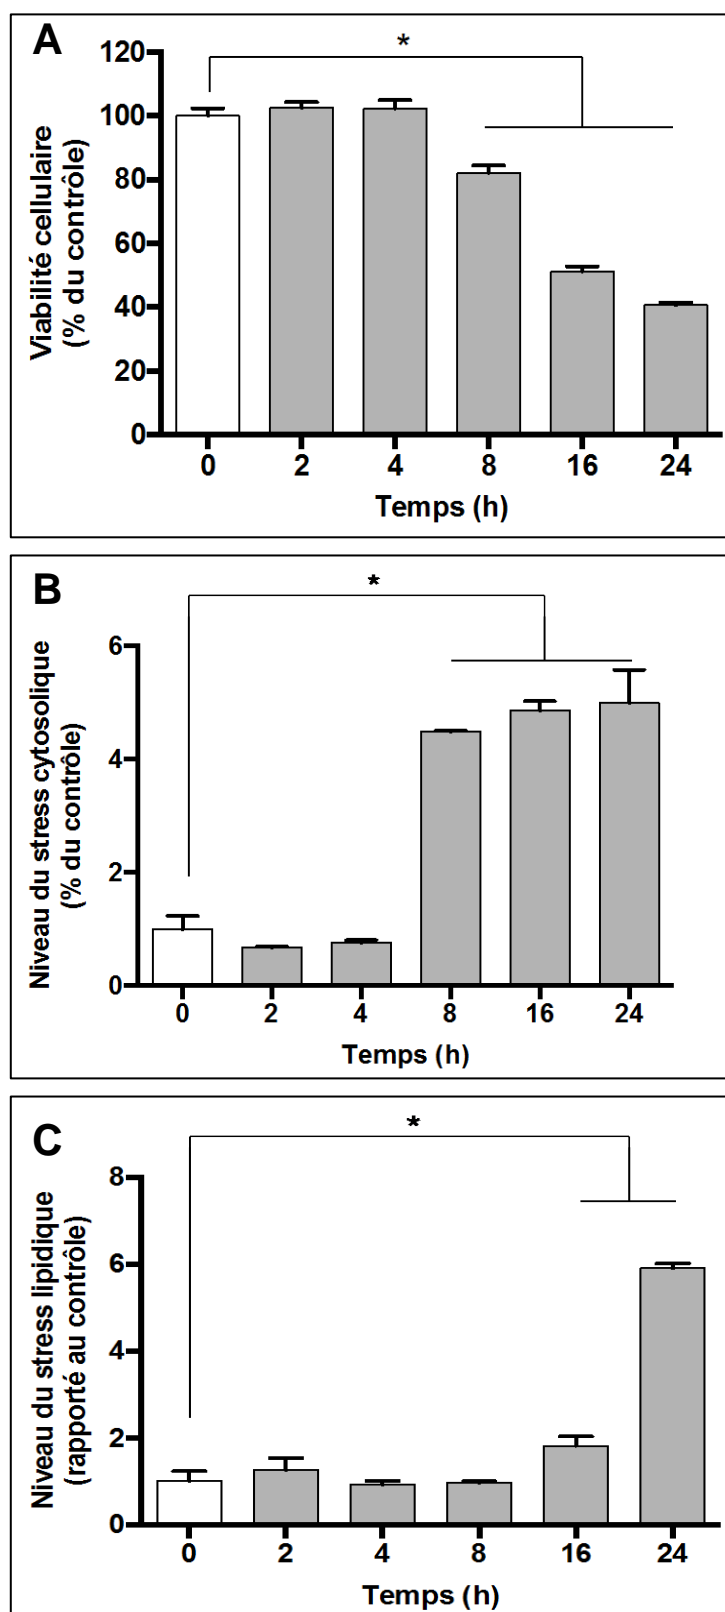 A
*
Viabilité cellulaire
(% du contrôle)
120
100
80
60
40
20
0
0 2 4 8 16 24
Temps (h)
B
*
Niveau du stress cytosolique
(% du contrôle)
6
4
2
0
0 2 4 8 16 24
Temps (h)
C
*
Niveau du stress lipidique
(rapporté au contrôle)
8
6
4
2
0
0 2 4 8 16 24
Temps (h)